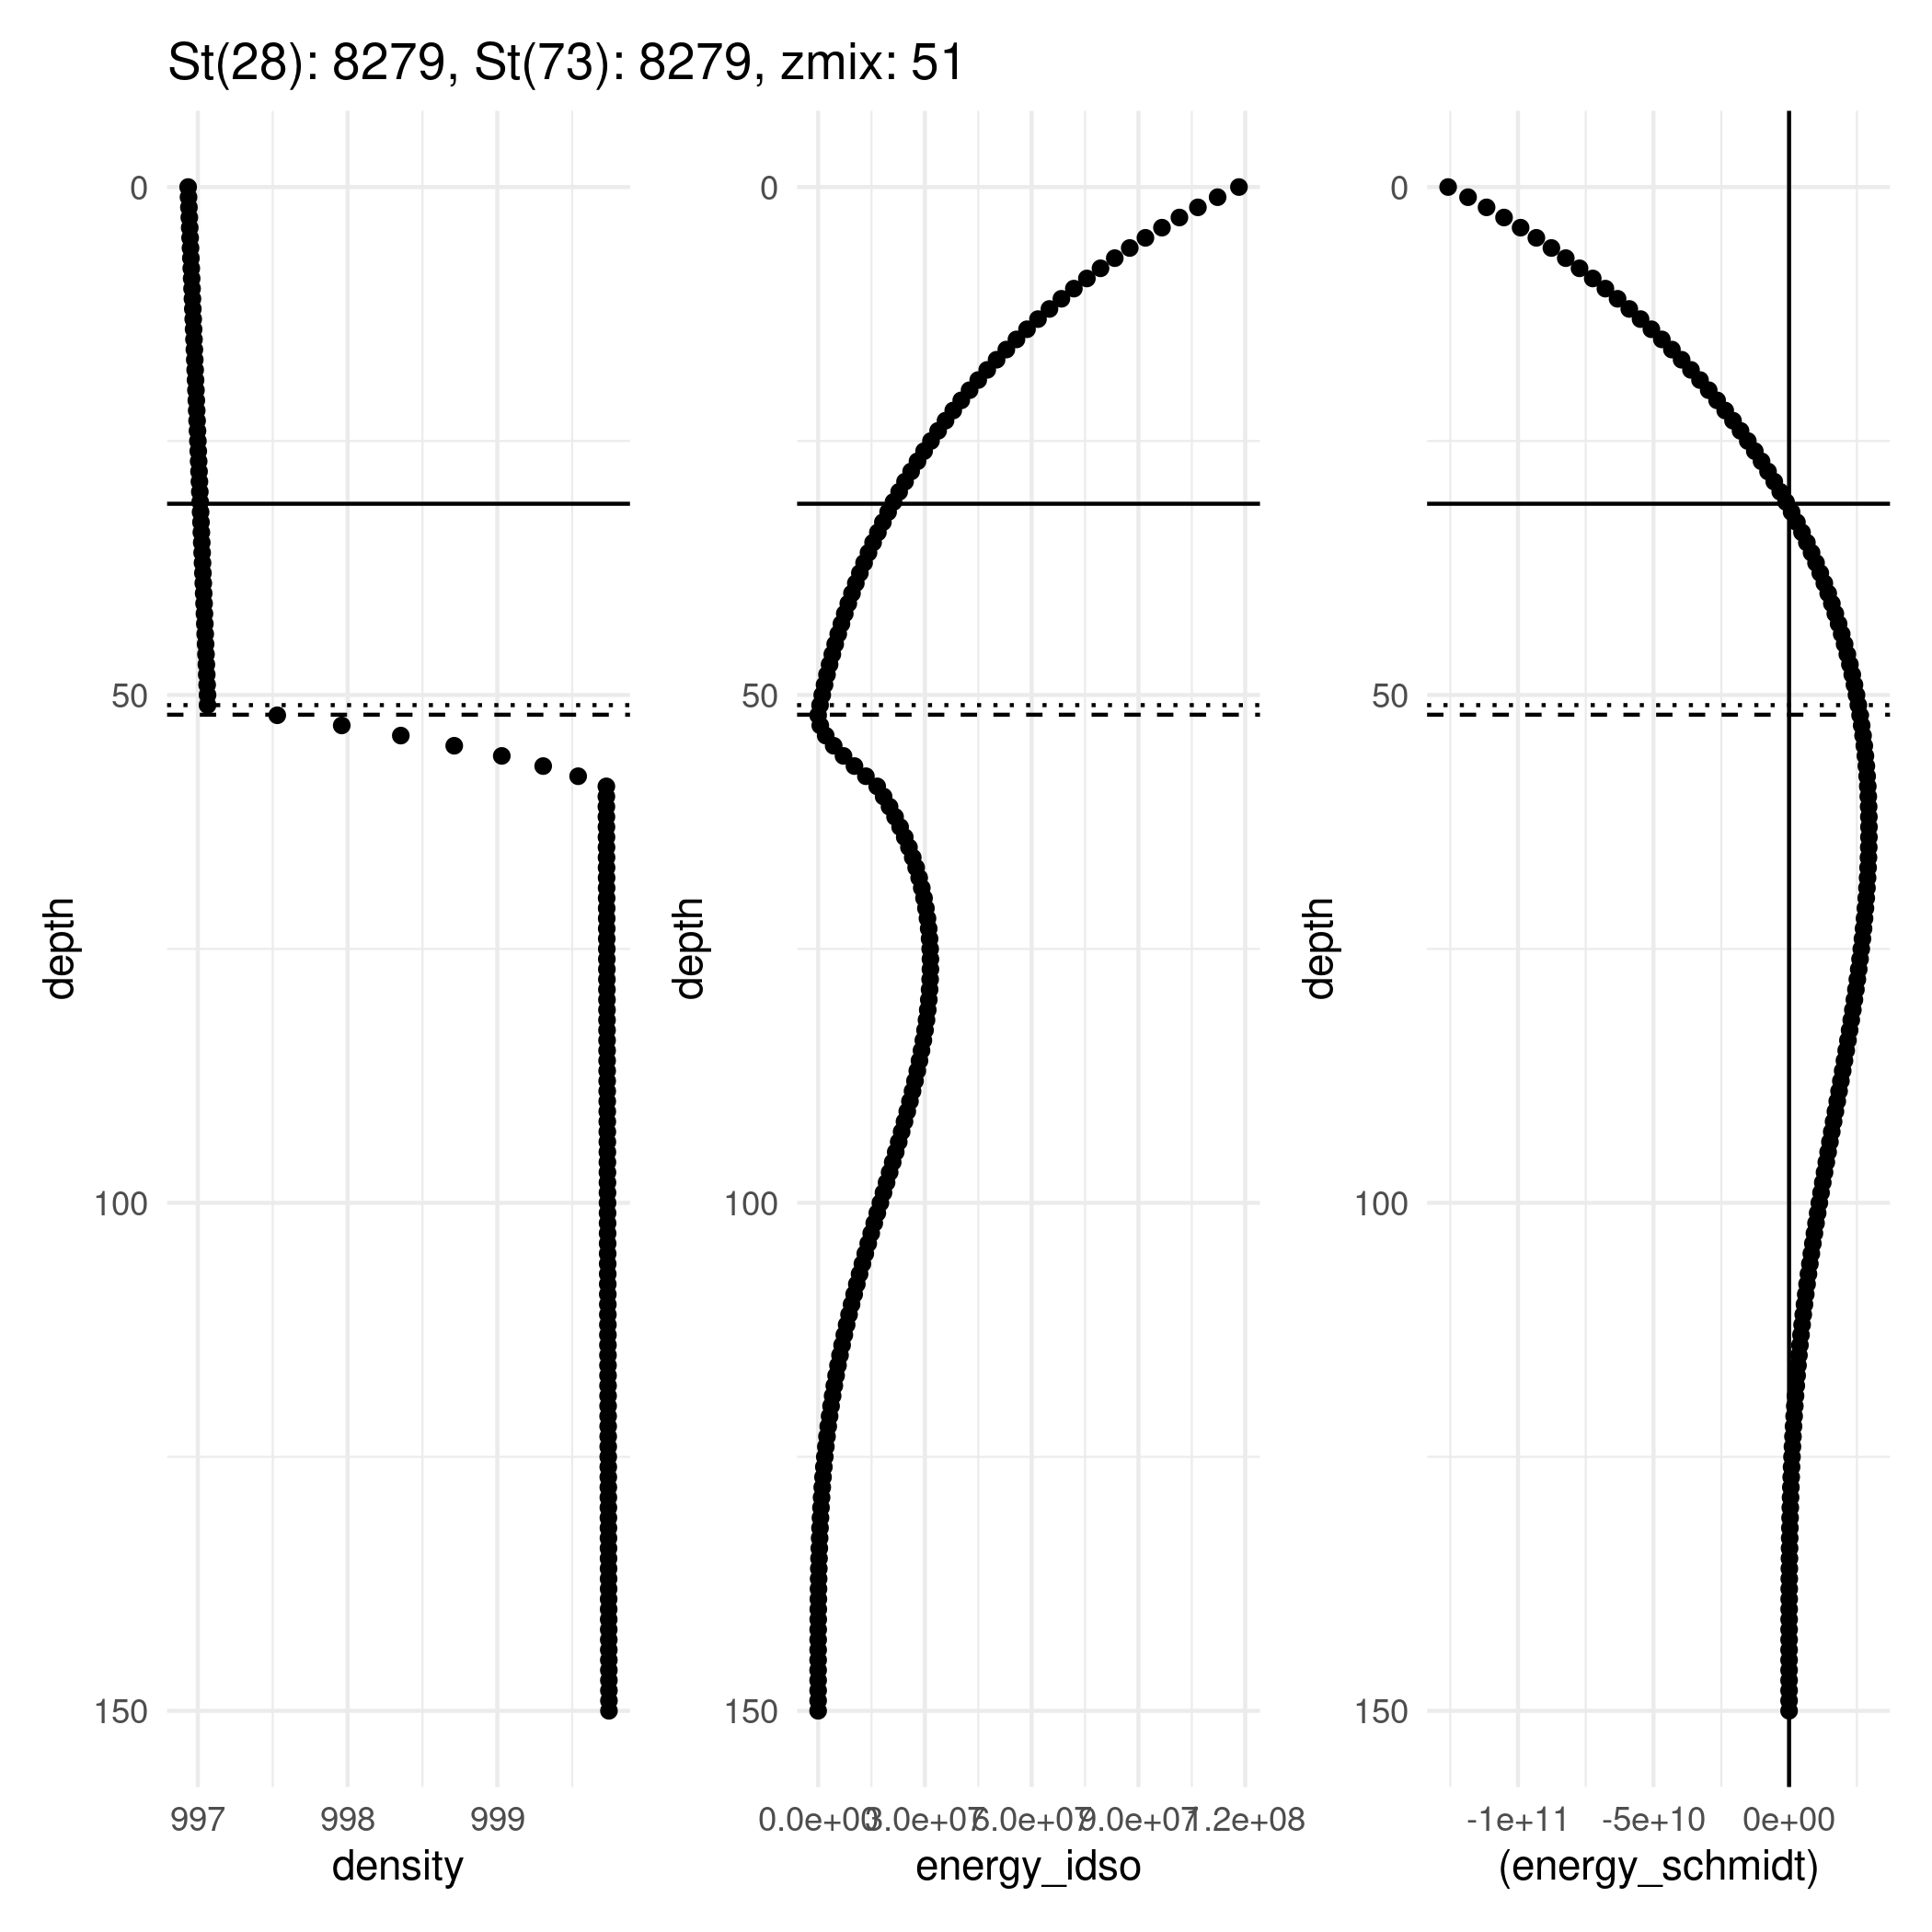 St(28): 8279, St(73): 8279, zmix: 51
0
50
100
150
depth
997 998 999
density
0
50
100
150
depth
0.0e+00 3.0e+07 6.0e+07 9.0e+07 1.2e+08
energy_idso
0
50
100
150
depth
-1e+11 -5e+10 0e+00
(energy_schmidt)